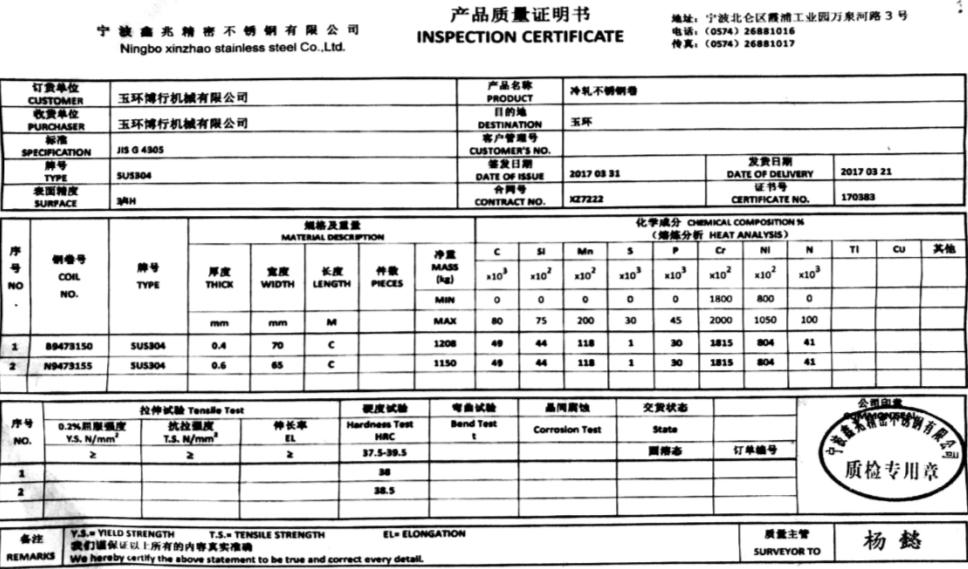 宁波鑫兆精密不锈钢有限公司
Ningbo xinzhao stainless steel Co.,Ltd.
产品质量证明书
INSPECTION CERTIFICATE
地址: 宁波北仑区霞浦工业园万泉河路 3 号
电话: (0574) 26881016
传真: (0574) 26881017
订货单位 CUSTOMER 玉环博行机械有限公司 产品名称 PRODUCT 冷轧不锈钢卷
收货单位 PURCHASER 玉环博行机械有限公司 目的地 DESTINATION 玉环
标准 SPECIFICATION JIS G 4305 客户管理号 CUSTOMER'S NO.
牌号 TYPE SUS304 签发日期 DATE OF ISSUE 2017 03 31 发货日期 DATE OF DELIVERY 2017 03 21
表面精度 SURFACE 3/4H 合同号 CONTRACT NO. XZ7222 证书号 CERTIFICATE NO. 170383
序号 NO. 钢卷号 COIL NO. 牌号 TYPE 规格及重量 MATERIAL DESCRIPTION 化学成分 CHEMICAL COMPOSITION %
(熔炼分析 HEAT ANALYSIS)
厚度 THICK 宽度 WIDTH 长度 LENGTH 件数 PIECES 净重 MASS (kg) C Si Mn S P Cr Ni N Ti Cu 其他
x10³ x10² x10² x10³ x10³ x10² x10² x10³
MIN 0 0 0 0 0 1800 800 0
mm mm M MAX 80 75 200 30 45 2000 1050 100
1 89473150 SUS304 0.4 70 C 1208 49 44 118 1 30 1815 804 41
2 N9473155 SUS304 0.6 65 C 1150 49 44 118 1 30 1815 804 41
序号 NO. 拉伸试验 Tensile Test 硬度试验 Hardness Test HRC 弯曲试验 Bend Test t 晶间腐蚀 Corrosion Test 交货状态 State 公司印章 COMMON SEAL
0.2%屈服强度 Y.S. N/mm² 抗拉强度 T.S. N/mm² 伸长率 EL
≥ ≥ ≥ 37.5-39.5 固溶态 订单编号
1 38
2 38.5
宁波鑫兆精密不锈钢有限公司
质检专用章
备注 REMARKS
Y.S.= YIELD STRENGTH T.S.= TENSILE STRENGTH EL= ELONGATION
我们谨保证以上所有的内容真实准确
We hereby certify the above statement to be true and correct every detail.
质量主管 SURVEYOR TO 杨懿